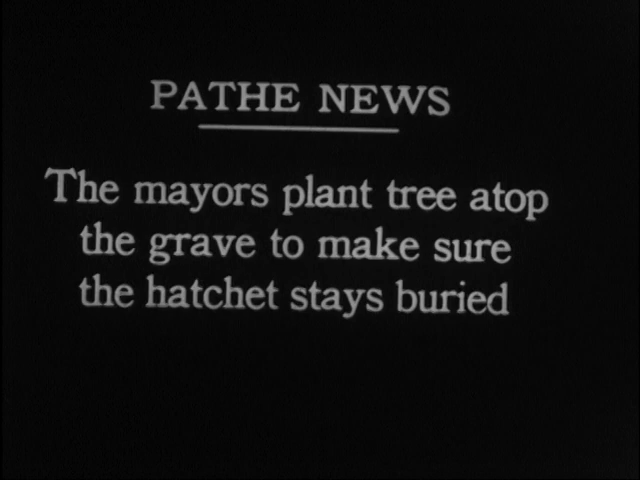 PATHE NEWS
The mayors plant tree atop
the grave to make sure
the hatchet stays buried